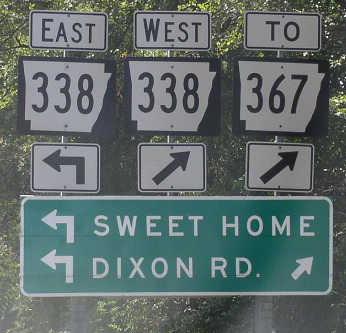 EAST WEST TO
338 338 367
SWEET HOME
DIXON RD.